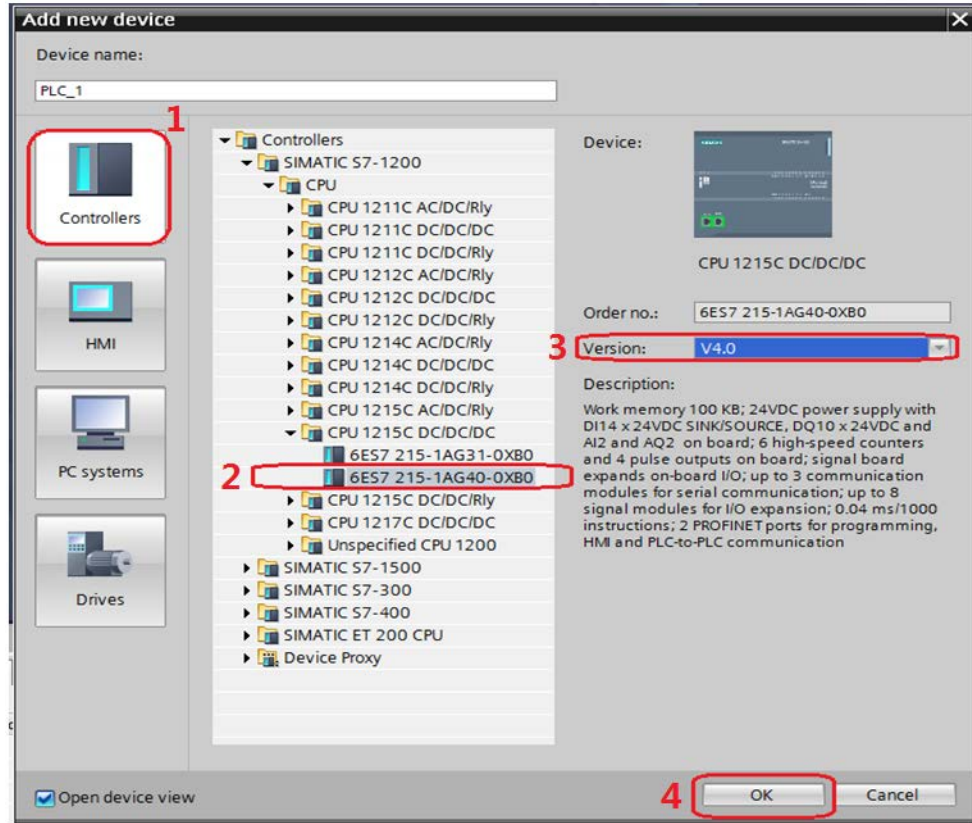 Add new device
Device name:
PLC_1
1
Controllers
HMI
PC systems
Drives
Controllers
SIMATIC S7-1200
CPU
CPU 1211C AC/DC/Rly
CPU 1211C DC/DC/DC
CPU 1211C DC/DC/Rly
CPU 1212C AC/DC/Rly
CPU 1212C DC/DC/DC
CPU 1212C DC/DC/Rly
CPU 1214C AC/DC/Rly
CPU 1214C DC/DC/DC
CPU 1214C DC/DC/Rly
CPU 1215C AC/DC/Rly
CPU 1215C DC/DC/DC
6ES7 215-1AG31-0XB0
2
6ES7 215-1AG40-0XB0
CPU 1215C DC/DC/Rly
CPU 1217C DC/DC/DC
Unspecified CPU 1200
SIMATIC S7-1500
SIMATIC S7-300
SIMATIC S7-400
SIMATIC ET 200 CPU
Device Proxy
Device:
CPU 1215C DC/DC/DC
Order no.: 6ES7 215-1AG40-0XB0
3
Version: V4.0
Description:
Work memory 100 KB; 24VDC power supply with
DI14 x 24VDC SINK/SOURCE, DQ10 x 24VDC and
AI2 and AQ2 on board; 6 high-speed counters
and 4 pulse outputs on board; signal board
expands on-board I/O; up to 3 communication
modules for serial communication; up to 8
signal modules for I/O expansion; 0.04 ms/1000
instructions; 2 PROFINET ports for programming,
HMI and PLC-to-PLC communication
Open device view
4
OK
Cancel